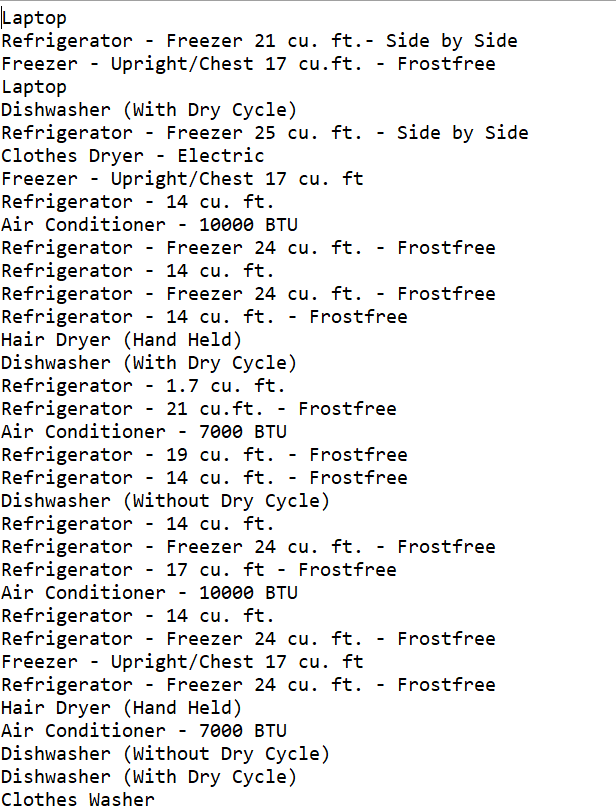 Laptop
Refrigerator - Freezer 21 cu. ft.- Side by Side
Freezer - Upright/Chest 17 cu.ft. - Frostfree
Laptop
Dishwasher (With Dry Cycle)
Refrigerator - Freezer 25 cu. ft. - Side by Side
Clothes Dryer - Electric
Freezer - Upright/Chest 17 cu. ft
Refrigerator - 14 cu. ft.
Air Conditioner - 10000 BTU
Refrigerator - Freezer 24 cu. ft. - Frostfree
Refrigerator - 14 cu. ft.
Refrigerator - Freezer 24 cu. ft. - Frostfree
Refrigerator - 14 cu. ft. - Frostfree
Hair Dryer (Hand Held)
Dishwasher (With Dry Cycle)
Refrigerator - 1.7 cu. ft.
Refrigerator - 21 cu.ft. - Frostfree
Air Conditioner - 7000 BTU
Refrigerator - 19 cu. ft. - Frostfree
Refrigerator - 14 cu. ft. - Frostfree
Dishwasher (Without Dry Cycle)
Refrigerator - 14 cu. ft.
Refrigerator - Freezer 24 cu. ft. - Frostfree
Refrigerator - 17 cu. ft - Frostfree
Air Conditioner - 10000 BTU
Refrigerator - 14 cu. ft.
Refrigerator - Freezer 24 cu. ft. - Frostfree
Freezer - Upright/Chest 17 cu. ft
Refrigerator - Freezer 24 cu. ft. - Frostfree
Hair Dryer (Hand Held)
Air Conditioner - 7000 BTU
Dishwasher (Without Dry Cycle)
Dishwasher (With Dry Cycle)
Clothes Washer